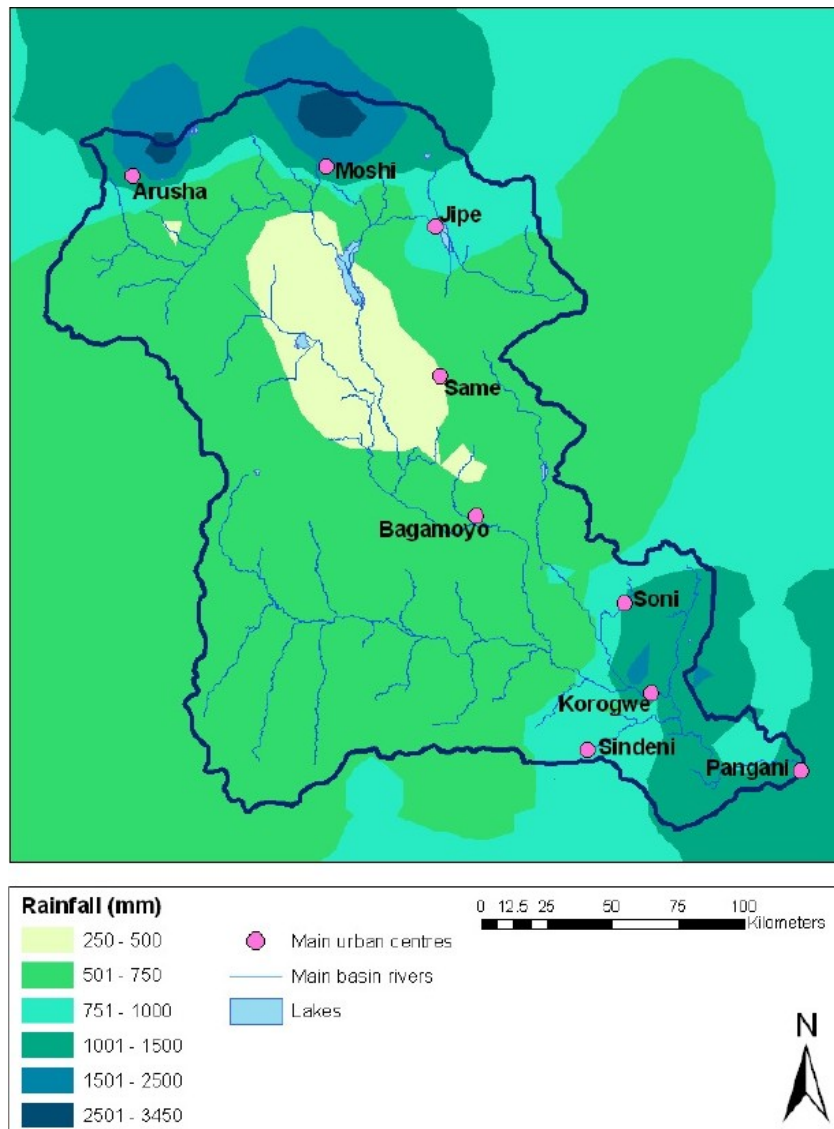 Moshi
Arusha
Jipe
Same
Bagamoyo
Soni
Korogwe
Sindeni
Pangani
Rainfall (mm)
250 - 500
501 - 750
751 - 1000
1001 - 1500
1501 - 2500
2501 - 3450
Main urban centres
Main basin rivers
Lakes
0 12.5 25 50 75 100
Kilometers
N